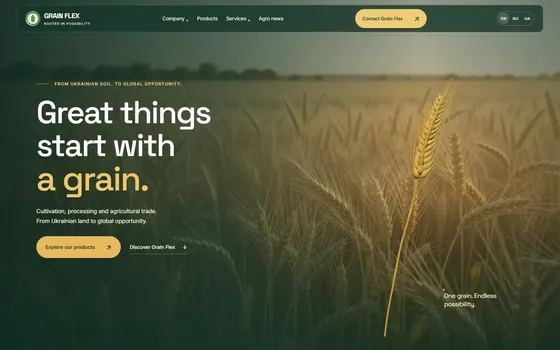 GRAIN FLEX
ROOTED IN POSSIBILITY
Company
Products
Services
Agro news
Contact Grain Flex
EN
RU
UA
FROM UKRAINIAN SOIL. TO GLOBAL OPPORTUNITY.
Great things
start with
a grain.
Cultivation, processing and agricultural trade.
From Ukrainian land to global opportunity.
Explore our products
Discover Grain Flex
One grain. Endless
possibility.